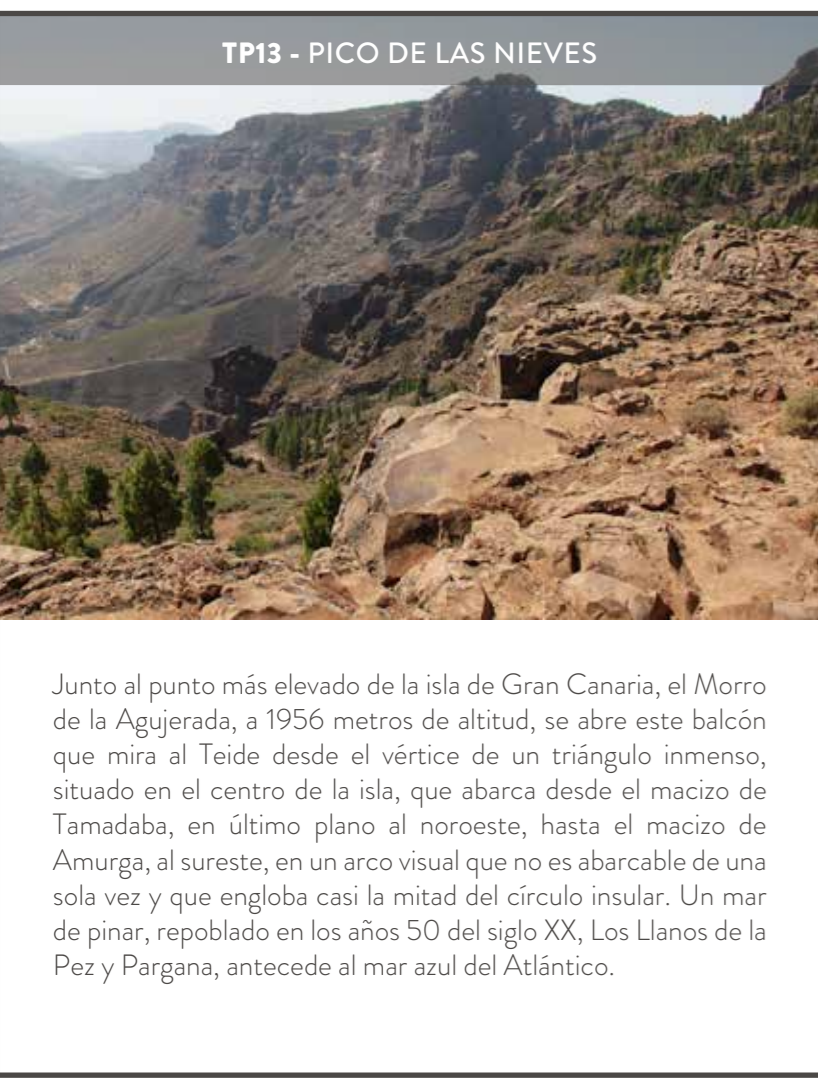 TP13 - PICO DE LAS NIEVES
Junto al punto más elevado de la isla de Gran Canaria, el Morro
de la Agujerada, a 1956 metros de altitud, se abre este balcón
que mira al Teide desde el vértice de un triángulo inmenso,
situado en el centro de la isla, que abarca desde el macizo de
Tamadaba, en último plano al noroeste, hasta el macizo de
Amurga, al sureste, en un arco visual que no es abarcable de una
sola vez y que engloba casi la mitad del círculo insular. Un mar
de pinar, repoblado en los años 50 del siglo XX, Los Llanos de la
Pez y Pargana, antecede al mar azul del Atlántico.